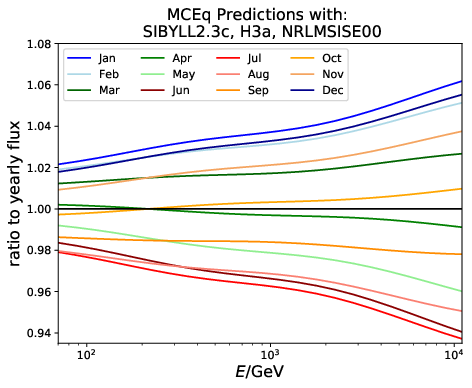 MCEq Predictions with:
SIBYLL2.3c, H3a, NRLMSISE00
1.08
1.06
1.04
1.02
1.00
0.98
0.96
0.94
ratio to yearly flux
Jan Apr Jul Oct
Feb May Aug Nov
Mar Jun Sep Dec
10² 10³ 10⁴
E/GeV